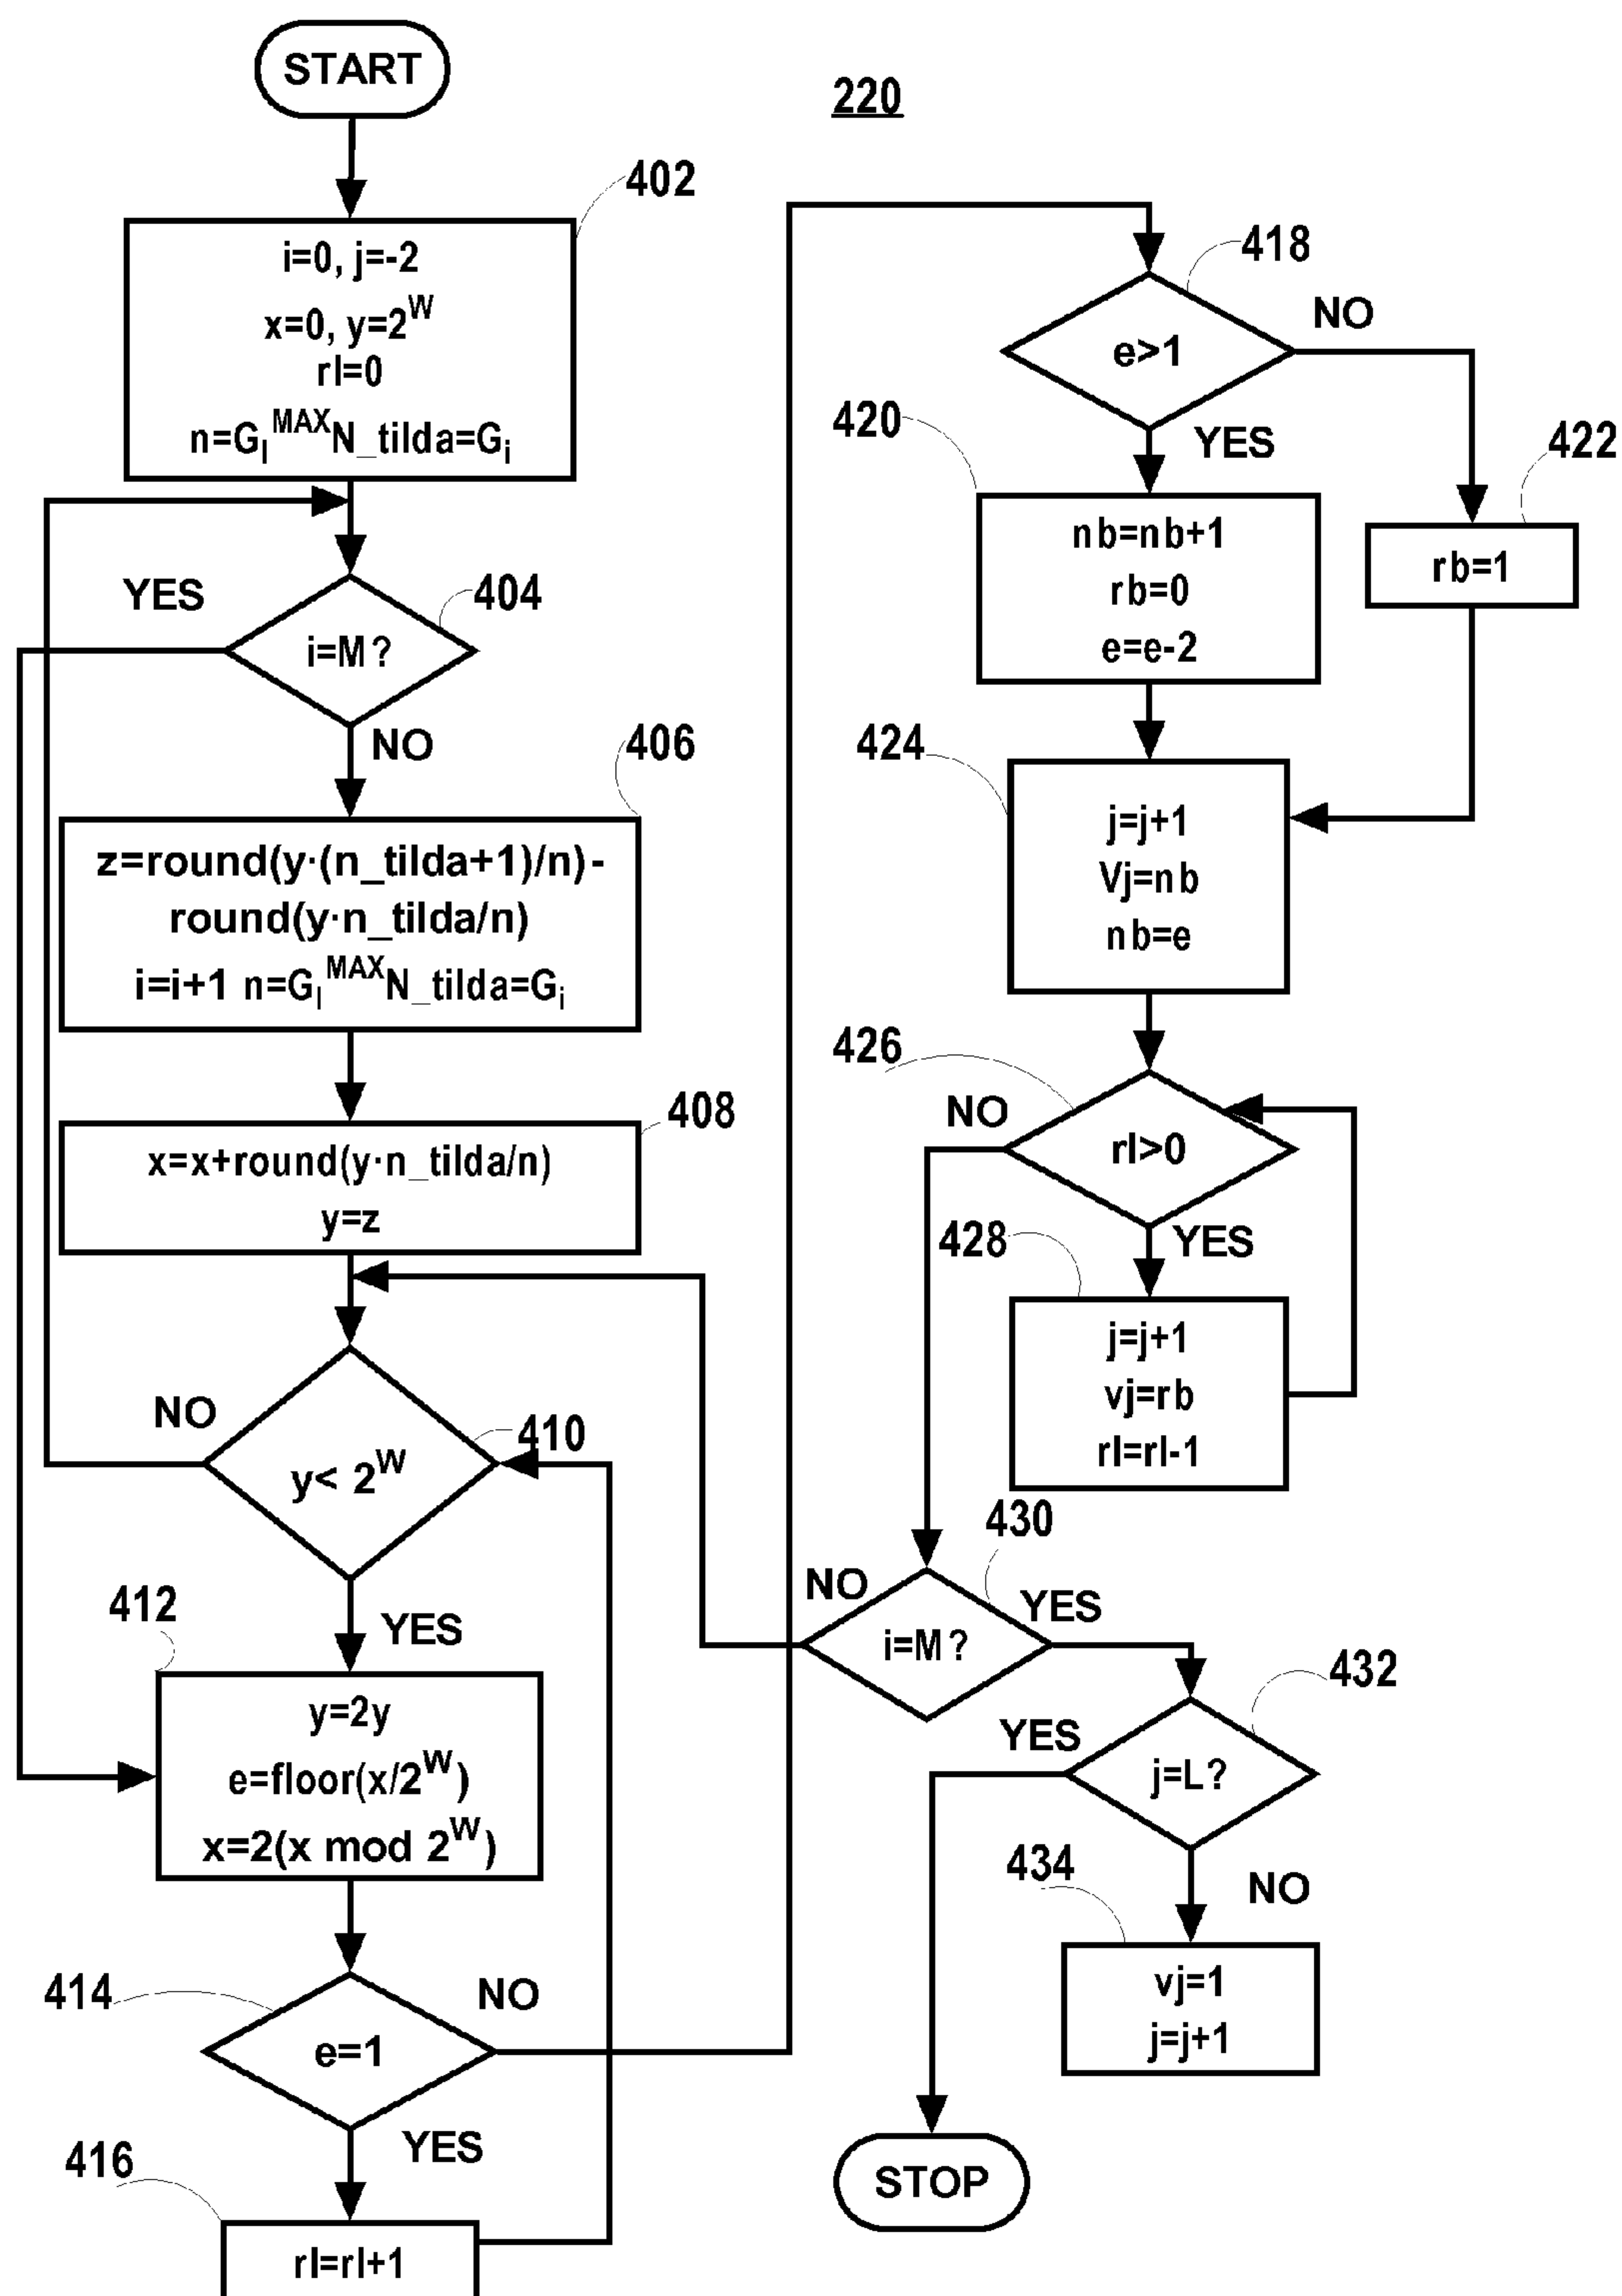 START
220
402
i=0, j=-2
x=0, y=2^W
rl=0
n=G_l^MAX N_tilda=G_i
YES
404
i=M?
NO
406
z=round(y·(n_tilda+1)/n)-
round(y·n_tilda/n)
i=i+1 n=G_l^MAX N_tilda=G_i
408
x=x+round(y·n_tilda/n)
y=z
NO
410
y< 2^W
YES
412
y=2y
e=floor(x/2^W)
x=2(x mod 2^W)
414
NO
e=1
YES
416
rl=rl+1
418
NO
e>1
YES
420
nb=nb+1
rb=0
e=e-2
422
rb=1
424
j=j+1
Vj=nb
nb=e
426
NO
rl>0
YES
428
j=j+1
vj=rb
rl=rl-1
430
NO
YES
i=M?
432
YES
j=L?
NO
434
vj=1
j=j+1
STOP